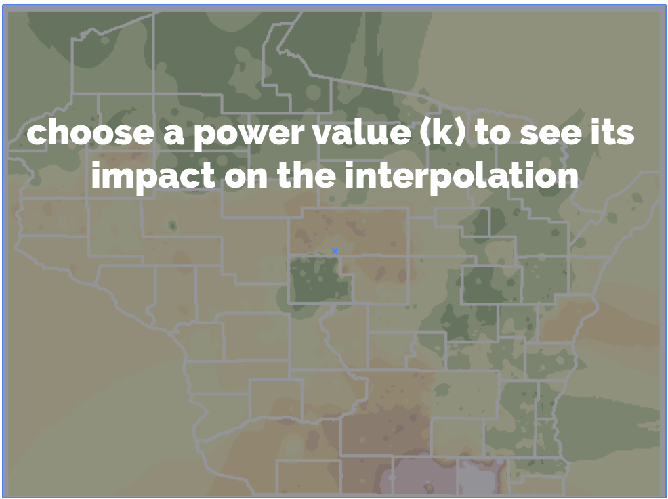 choose a power value (k) to see its
impact on the interpolation